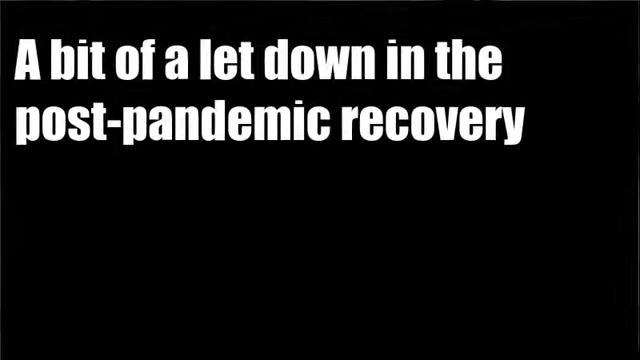 A bit of a let down in the
post-pandemic recovery